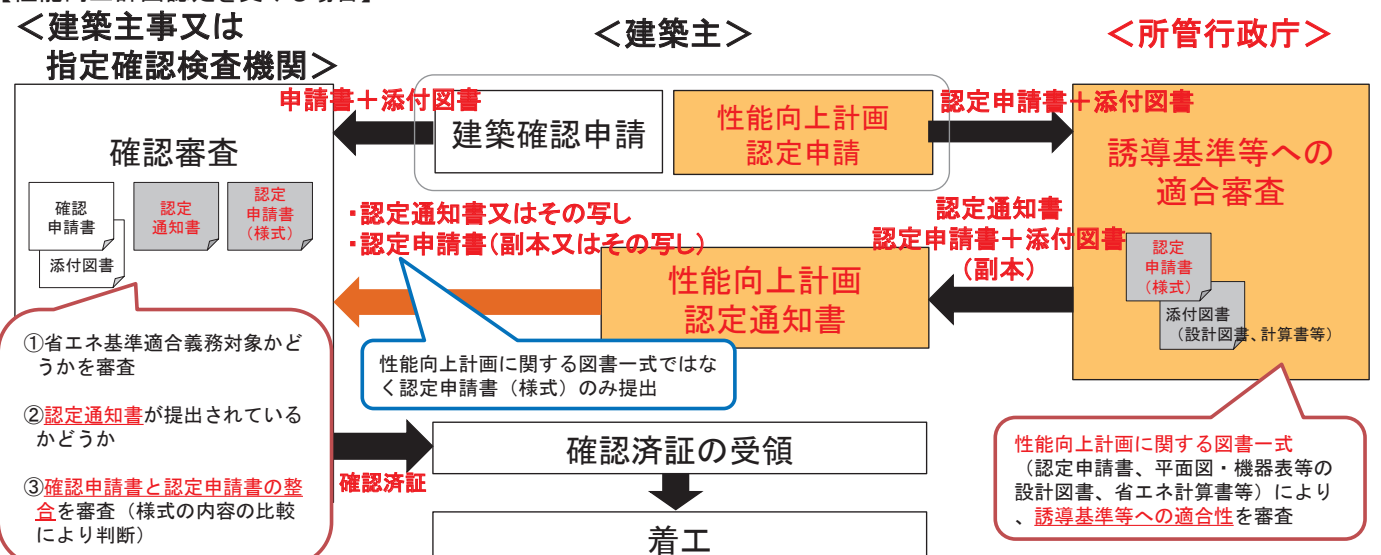 【性能向上計画認定を受ける場合】
<建築主事又は
指定確認検査機関>
<建築主>
<所管行政庁>
申請書+添付図書
建築確認申請
性能向上計画
認定申請
認定申請書+添付図書
確認審査
確認
申請書
添付図書
認定
通知書
認定
申請書
(様式)
誘導基準等への
適合審査
・認定通知書又はその写し
・認定申請書(副本又はその写し)
認定通知書
認定申請書+添付図書
(副本)
性能向上計画
認定通知書
認定
申請書
(様式)
添付図書
(設計図書、計算書等)
①省エネ基準適合義務対象かど
うかを審査
②認定通知書が提出されている
かどうか
③確認申請書と認定申請書の整
合を審査(様式の内容の比較
により判断)
性能向上計画に関する図書一式ではな
く認定申請書(様式)のみ提出
確認済証
確認済証の受領
着工
性能向上計画に関する図書一式
(認定申請書、平面図・機器表等の
設計図書、省エネ計算書等)により
、誘導基準等への適合性を審査